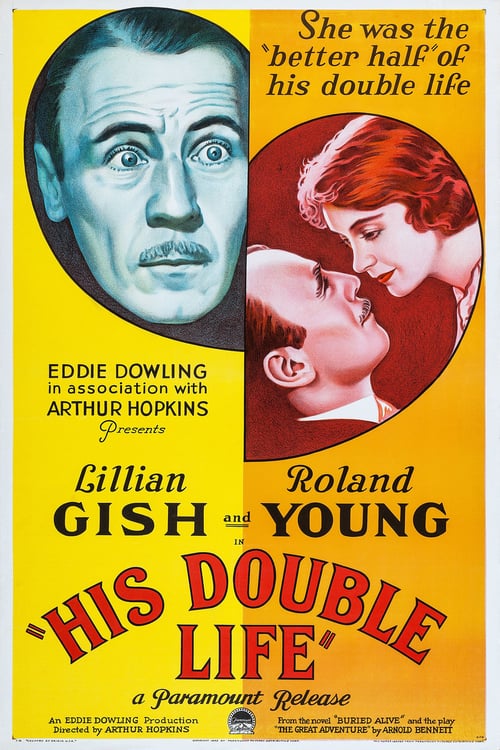 She was the
"better half" of
his double life
EDDIE DOWLING
in association with
ARTHUR HOPKINS
Presents
Lillian
GISH
and
Roland
YOUNG
IN
"HIS DOUBLE
LIFE"
a Paramount Release
An EDDIE DOWLING Production
Directed by ARTHUR HOPKINS
Paramount
From the novel "BURIED ALIVE" and the play
"THE GREAT ADVENTURE" by ARNOLD BENNETT